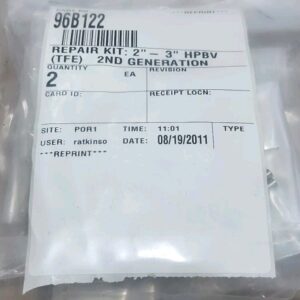 96B122
REPAIR KIT: 2" - 3" HPBV
(TFE) 2ND GENERATION
QUANTITY EA REVISION
2
CARD ID: RECEIPT LOCN:
SITE: POR1 TIME: 11:01 TYPE
USER: ratkinso DATE: 08/19/2011
***REPRINT***